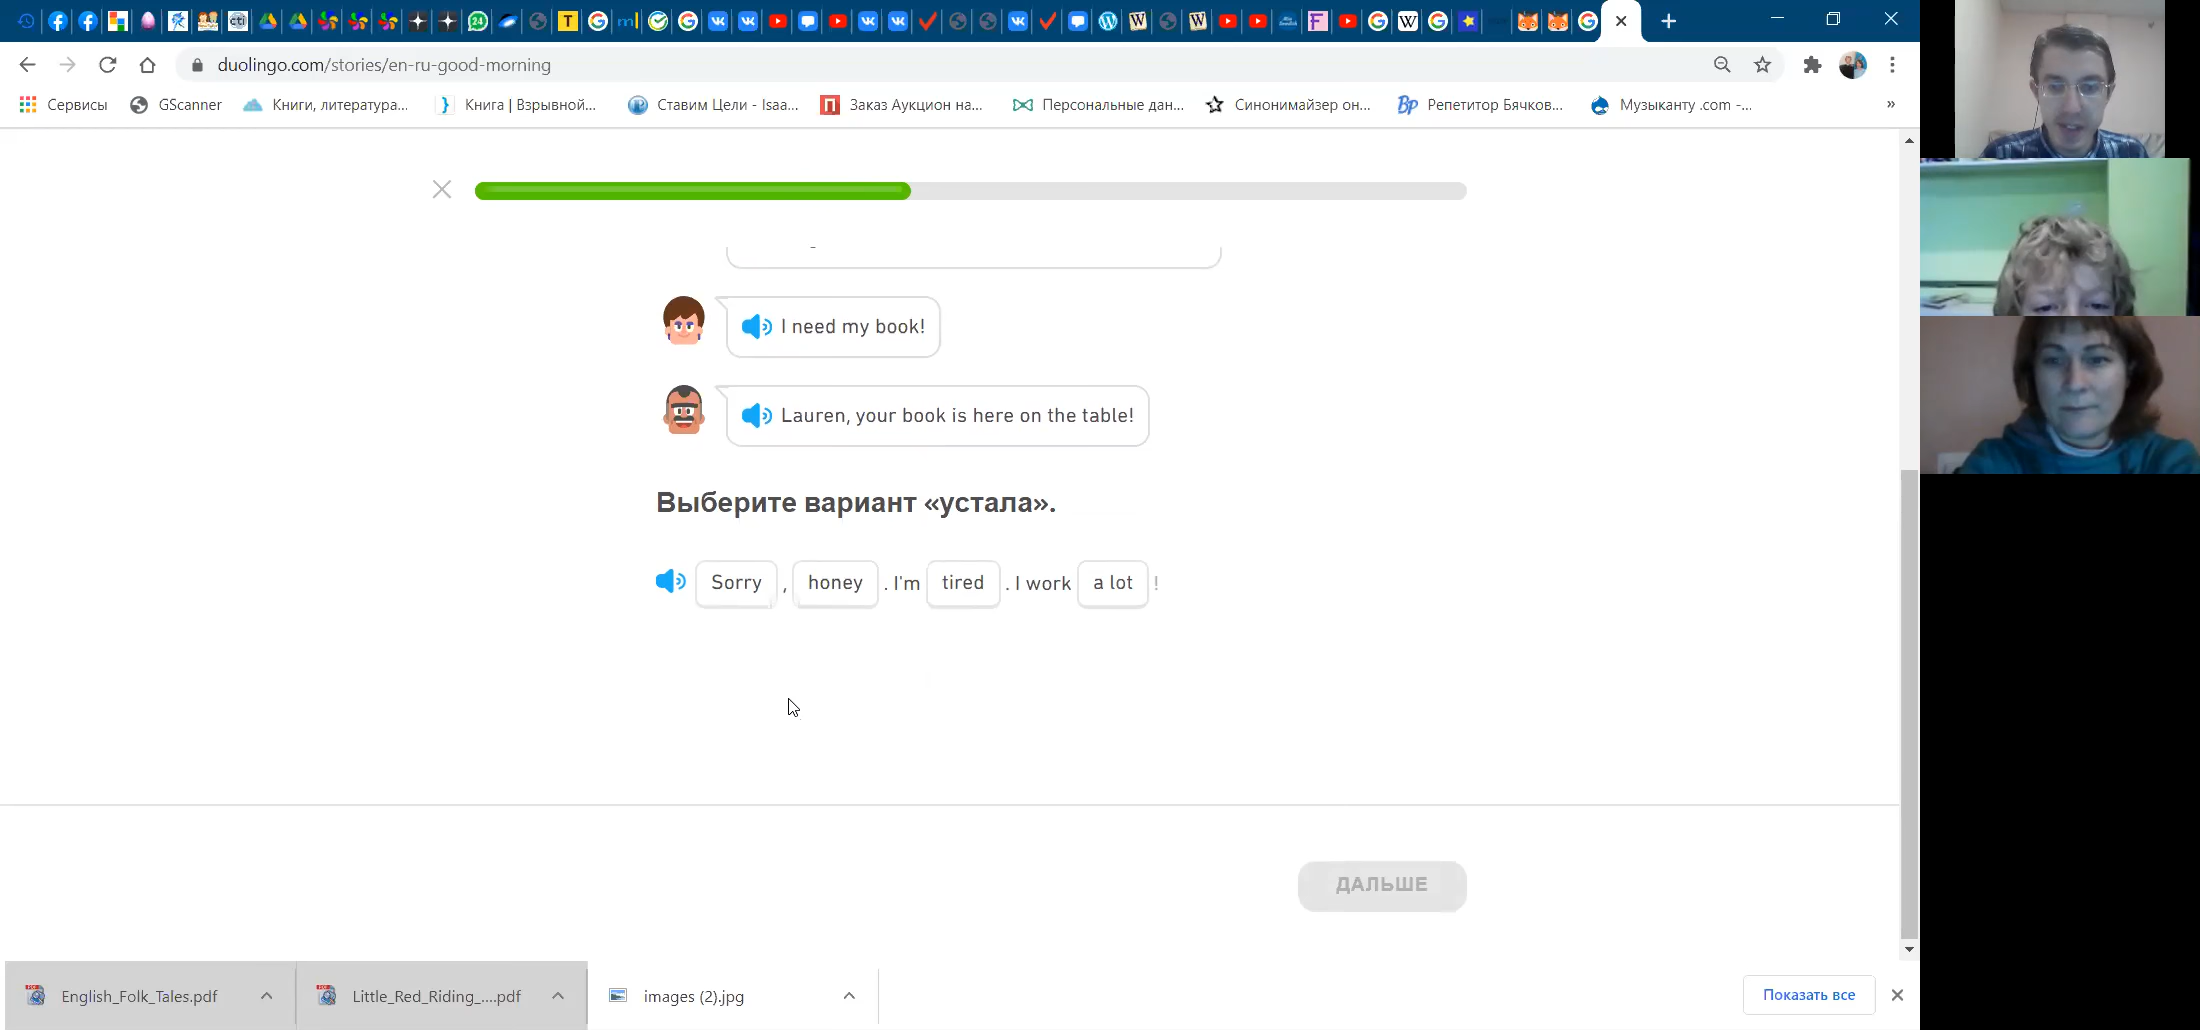 duolingo.com/stories/en-ru-good-morning
Сервисы
GScanner
Книги, литература...
Книга | Взрывной...
Ставим Цели - Isaa...
Заказ Аукцион на...
Персональные дан...
Синонимайзер он...
Репетитор Бячков...
Музыканту .com -...
»
I need my book!
Lauren, your book is here on the table!
Выберите вариант «устала».
Sorry, honey. I'm tired. I work a lot!
ДАЛЬШЕ
English_Folk_Tales.pdf
Little_Red_Riding_....pdf
images (2).jpg
Показать все